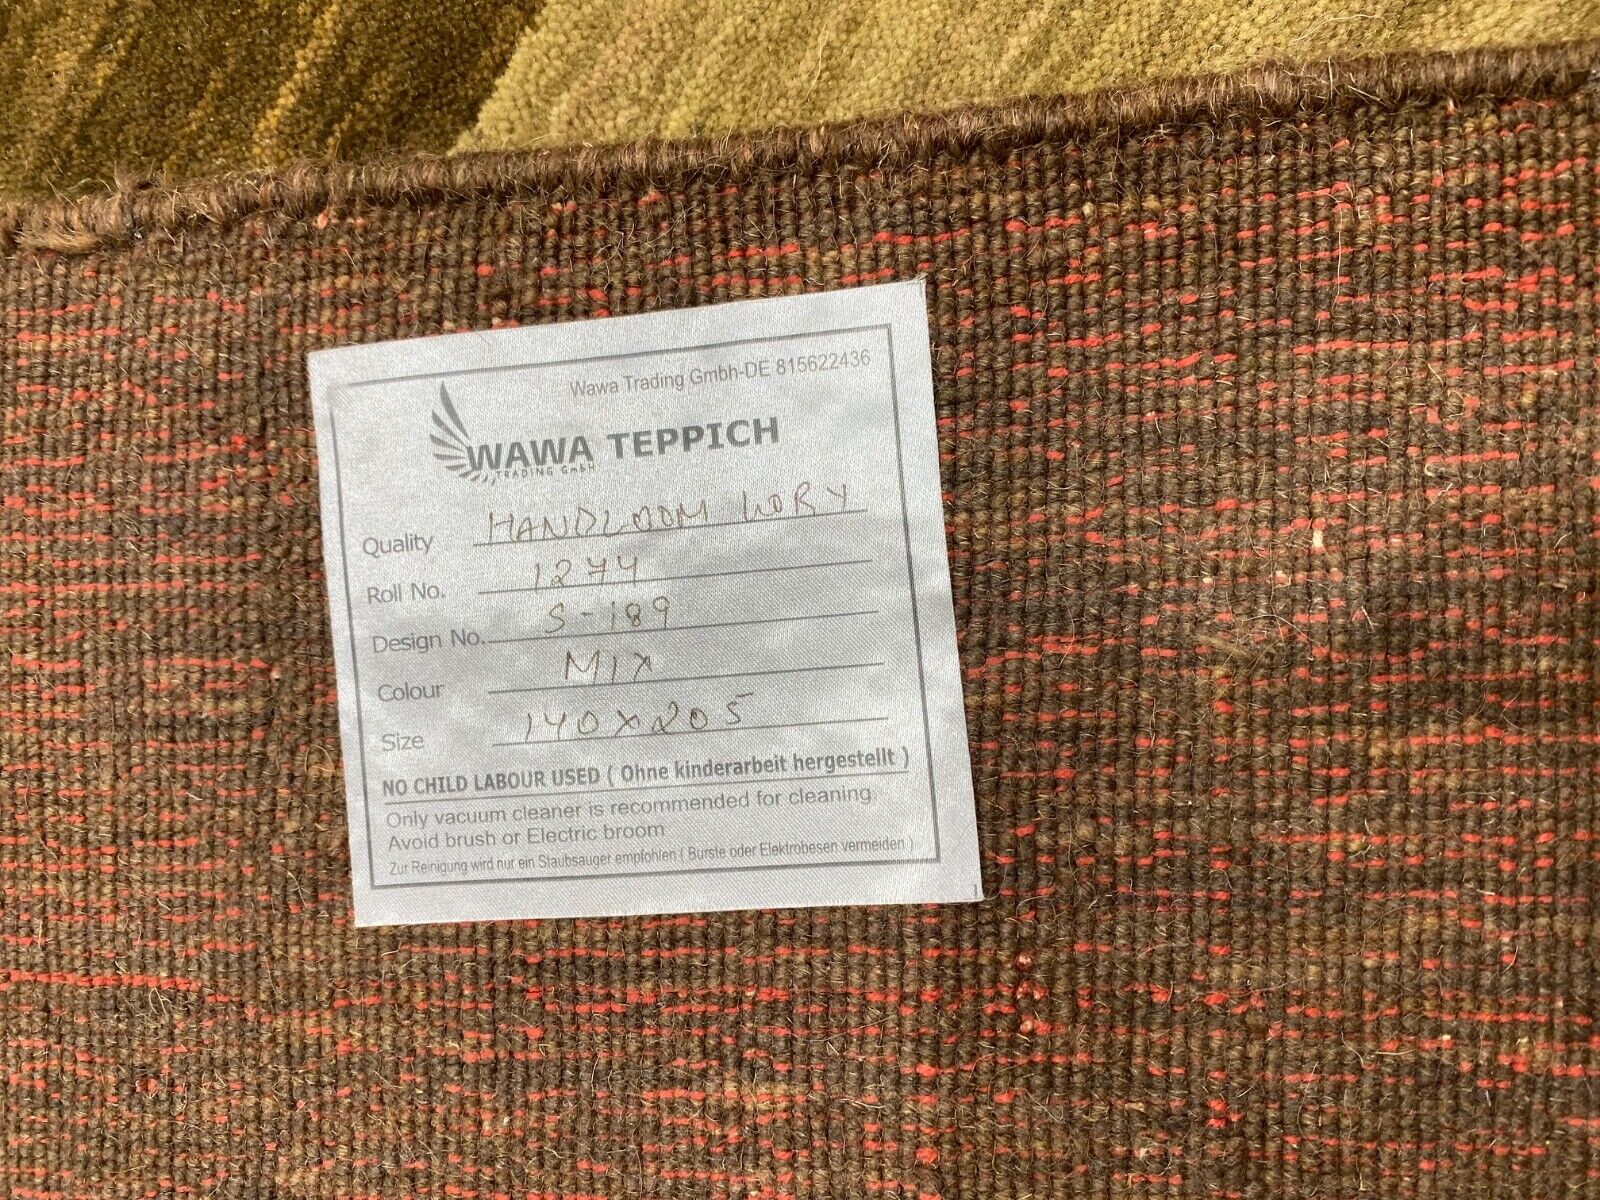 Wawa Trading Gmbh-DE 815622436
WAWA TEPPICH
TRADING GmbH
Quality HANDLOOM LORY
Roll No. 1244
Design No. S-189
Colour MIX
Size 140x205
NO CHILD LABOUR USED ( Ohne kinderarbeit hergestellt )
Only vacuum cleaner is recommended for cleaning.
Avoid brush or Electric broom
Zur Reinigung wird nur ein Staubsauger empfohlen ( Burste oder Elektrobesen vermeiden )